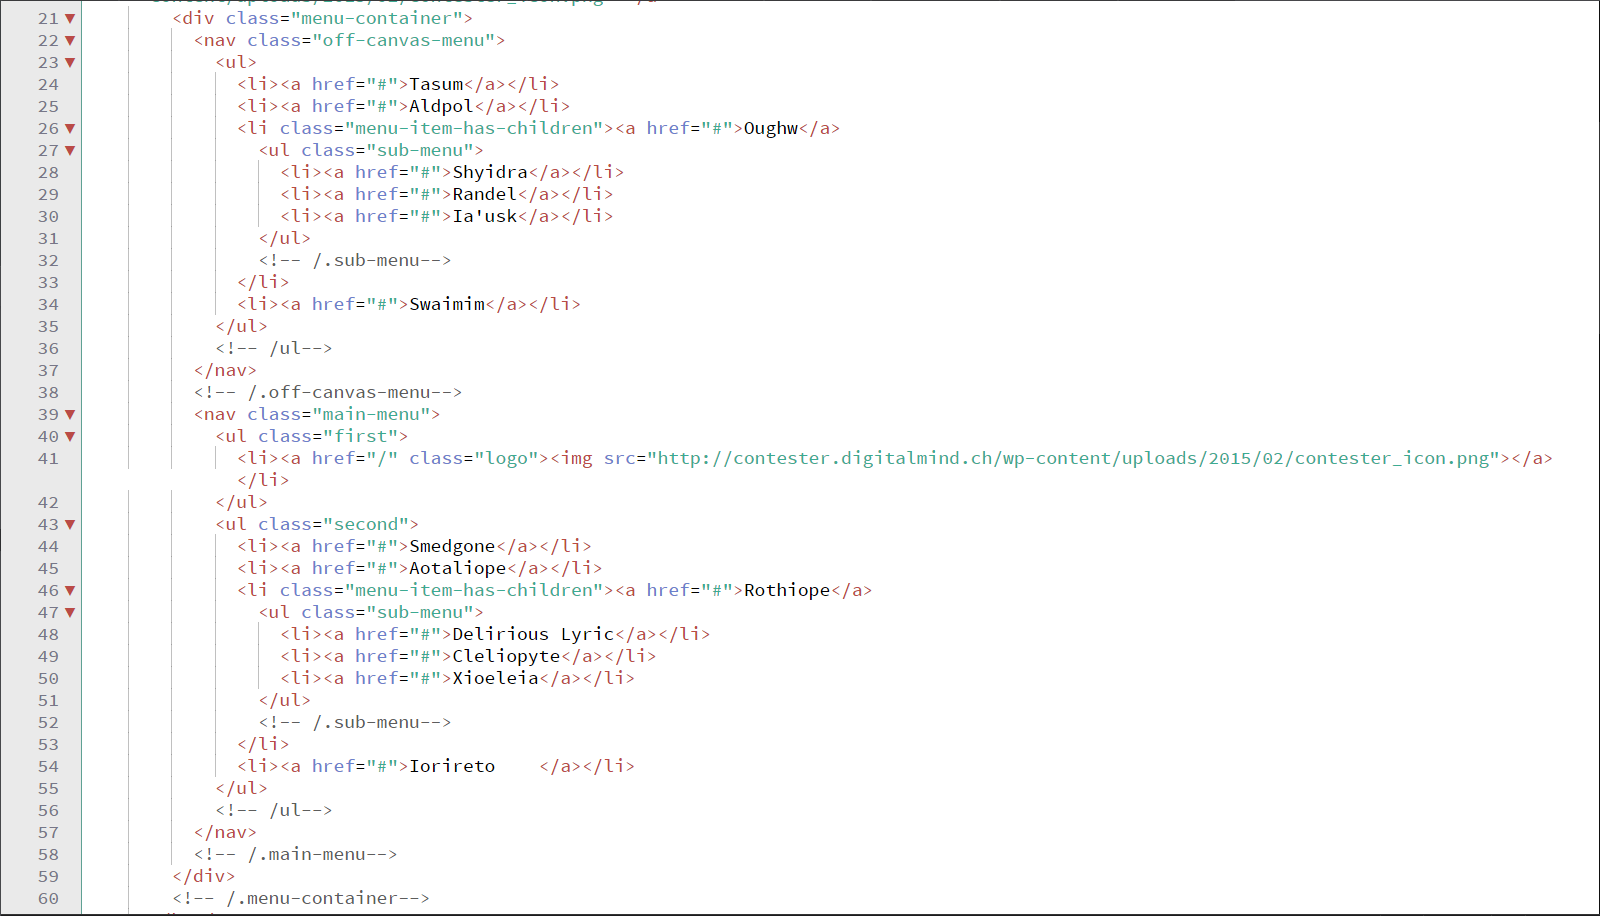 21 <div class="menu-container">
22 <nav class="off-canvas-menu">
23 <ul>
24 <li><a href="#">Tasum</a></li>
25 <li><a href="#">Aldpol</a></li>
26 <li class="menu-item-has-children"><a href="#">Oughw</a>
27 <ul class="sub-menu">
28 <li><a href="#">Shyidra</a></li>
29 <li><a href="#">Randel</a></li>
30 <li><a href="#">Ia'usk</a></li>
31 </ul>
32 <!-- /.sub-menu-->
33 </li>
34 <li><a href="#">Swaimim</a></li>
35 </ul>
36 <!-- /ul-->
37 </nav>
38 <!-- /.off-canvas-menu-->
39 <nav class="main-menu">
40 <ul class="first">
41 <li><a href="/" class="logo"><img src="http://contester.digitalmind.ch/wp-content/uploads/2015/02/contester_icon.png"></a>
</li>
42 </ul>
43 <ul class="second">
44 <li><a href="#">Smedgone</a></li>
45 <li><a href="#">Aotaliope</a></li>
46 <li class="menu-item-has-children"><a href="#">Rothiope</a>
47 <ul class="sub-menu">
48 <li><a href="#">Delirious Lyric</a></li>
49 <li><a href="#">Cleliopyte</a></li>
50 <li><a href="#">Xioeleia</a></li>
51 </ul>
52 <!-- /.sub-menu-->
53 </li>
54 <li><a href="#">Iorireto    </a></li>
55 </ul>
56 <!-- /ul-->
57 </nav>
58 <!-- /.main-menu-->
59 </div>
60 <!-- /.menu-container-->